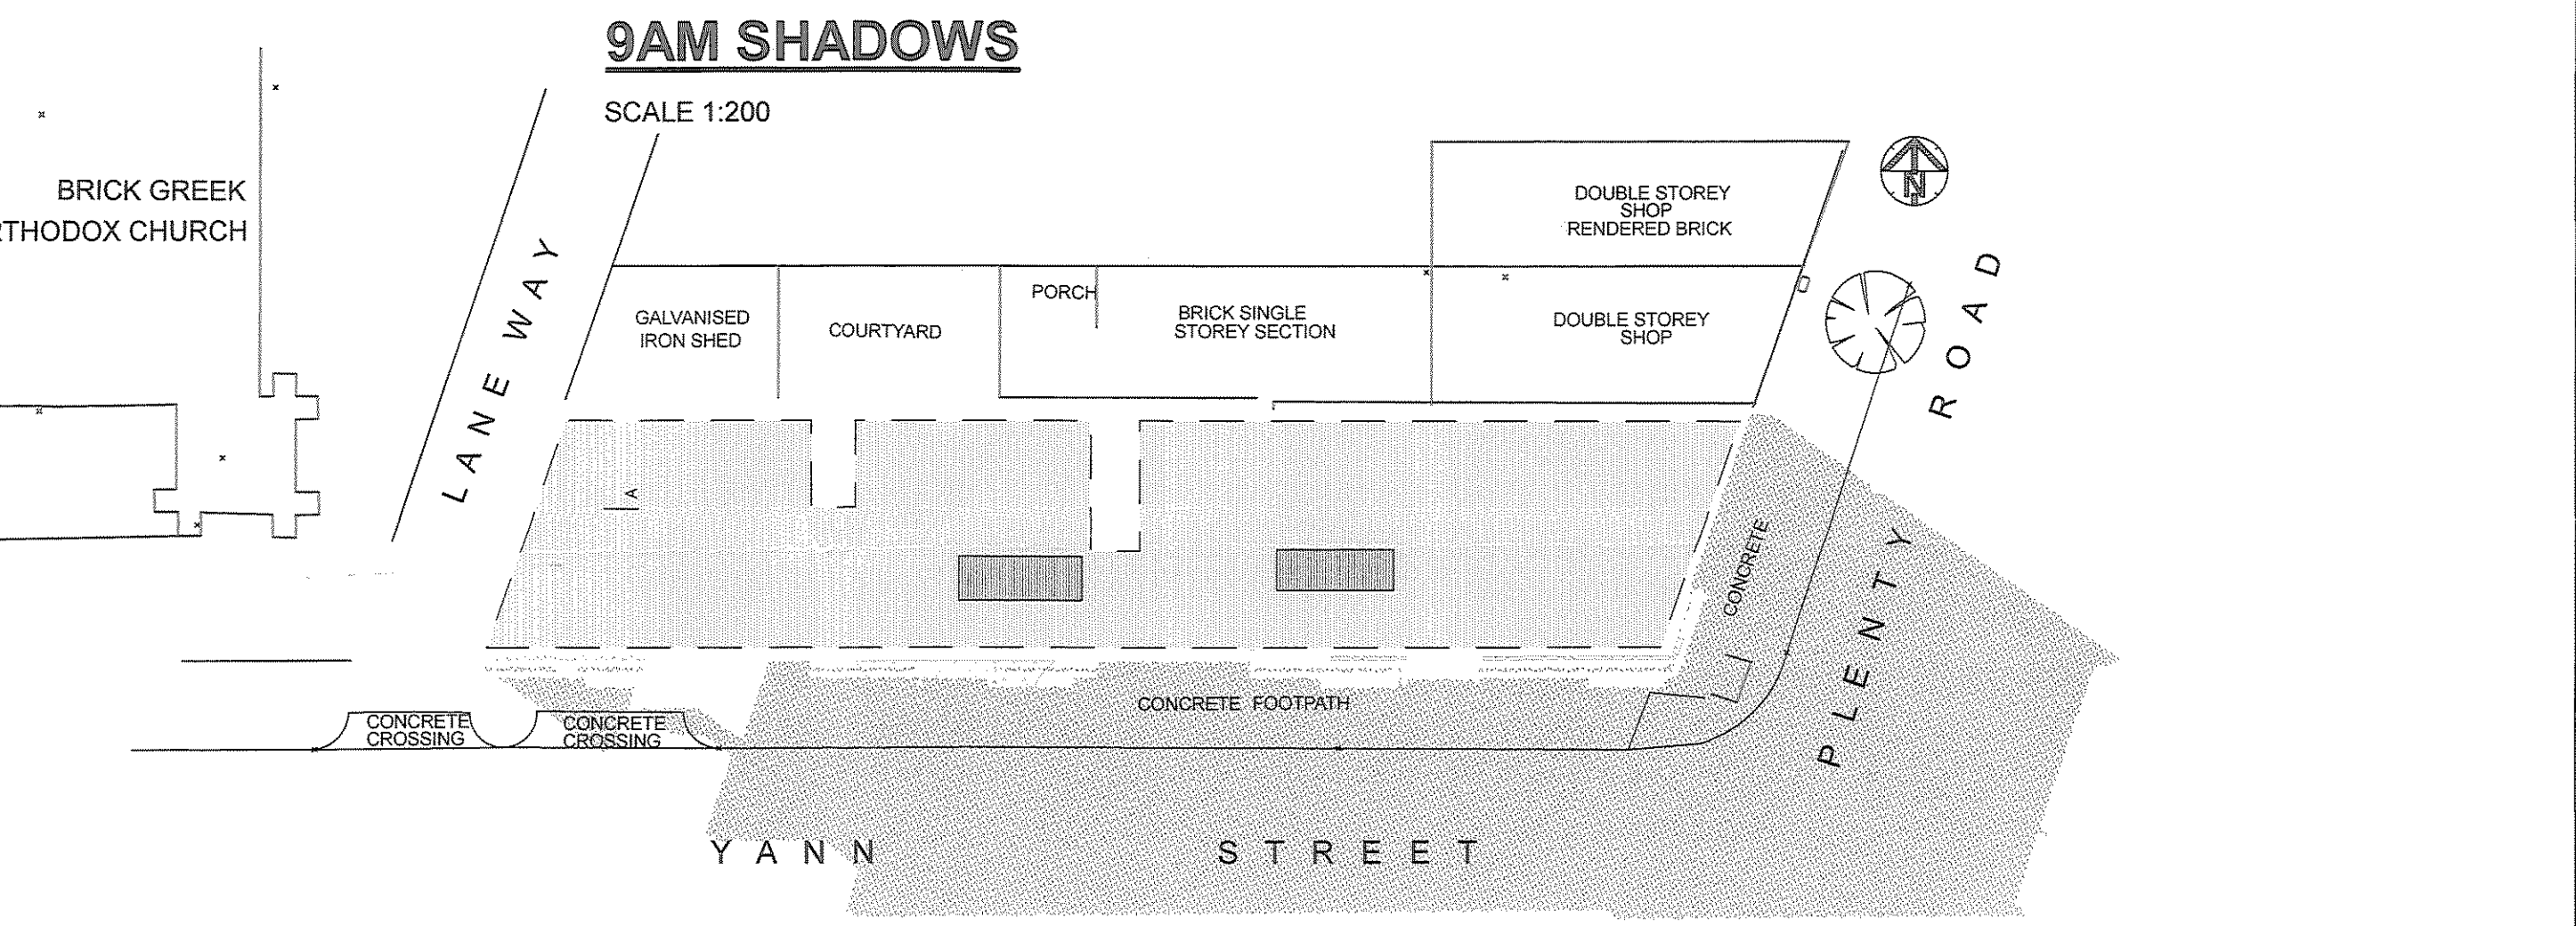 9AM SHADOWS
SCALE 1:200
BRICK GREEK
RTHODOX CHURCH
LANE WAY
GALVANISED
IRON SHED
COURTYARD
PORCH
BRICK SINGLE
STOREY SECTION
DOUBLE STOREY
SHOP
RENDERED BRICK
DOUBLE STOREY
SHOP
N
PLENTY ROAD
A
CONCRETE
CONCRETE FOOTPATH
CONCRETE
CROSSING
CONCRETE
CROSSING
YANN STREET